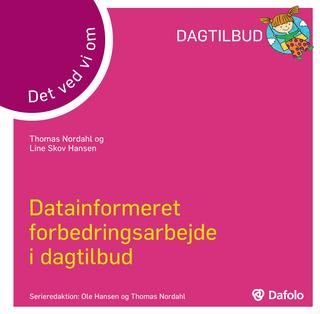 DAGTILBUD
Det ved vi om
Thomas Nordahl og
Line Skov Hansen
Datainformeret
forbedringsarbejde
i dagtilbud
Serieredaktion: Ole Hansen og Thomas Nordahl
Dafolo